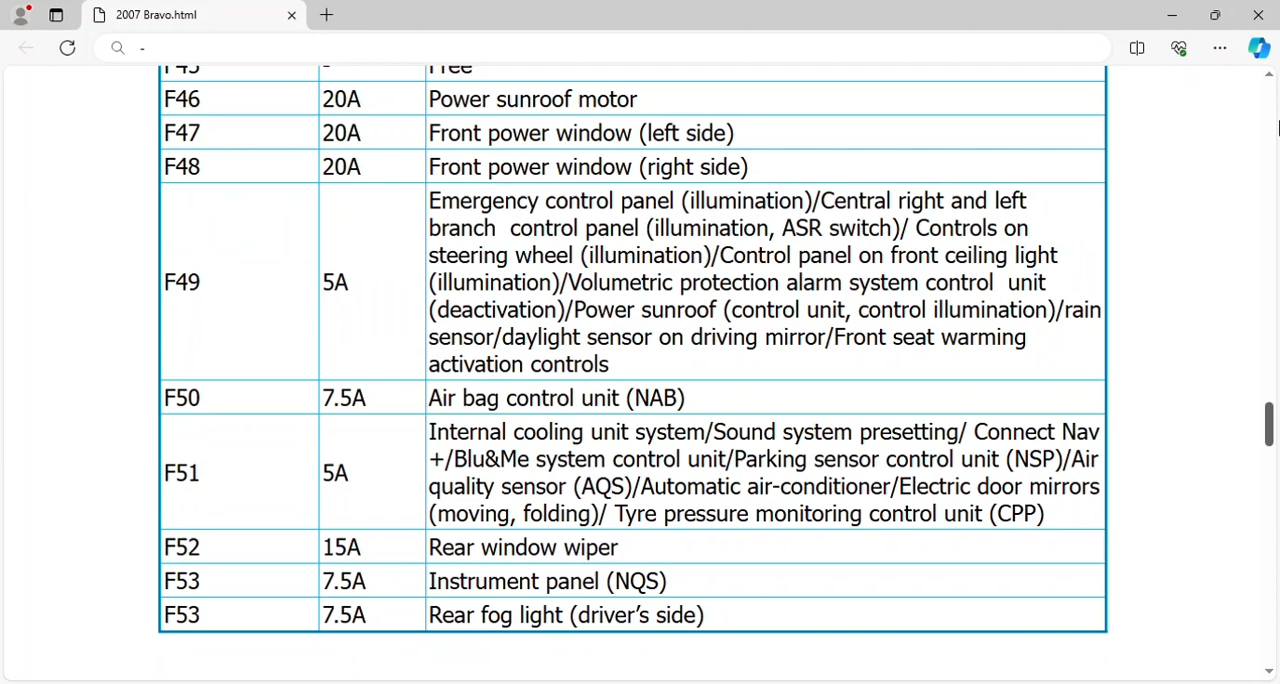 2007 Bravo.html
-
F45 - Free
F46 20A Power sunroof motor
F47 20A Front power window (left side)
F48 20A Front power window (right side)
Emergency control panel (illumination)/Central right and left
branch control panel (illumination, ASR switch)/ Controls on
steering wheel (illumination)/Control panel on front ceiling light
F49 5A (illumination)/Volumetric protection alarm system control unit
(deactivation)/Power sunroof (control unit, control illumination)/rain
sensor/daylight sensor on driving mirror/Front seat warming
activation controls
F50 7.5A Air bag control unit (NAB)
Internal cooling unit system/Sound system presetting/ Connect Nav
+/Blu&Me system control unit/Parking sensor control unit (NSP)/Air
F51 5A quality sensor (AQS)/Automatic air-conditioner/Electric door mirrors
(moving, folding)/ Tyre pressure monitoring control unit (CPP)
F52 15A Rear window wiper
F53 7.5A Instrument panel (NQS)
F53 7.5A Rear fog light (driver’s side)